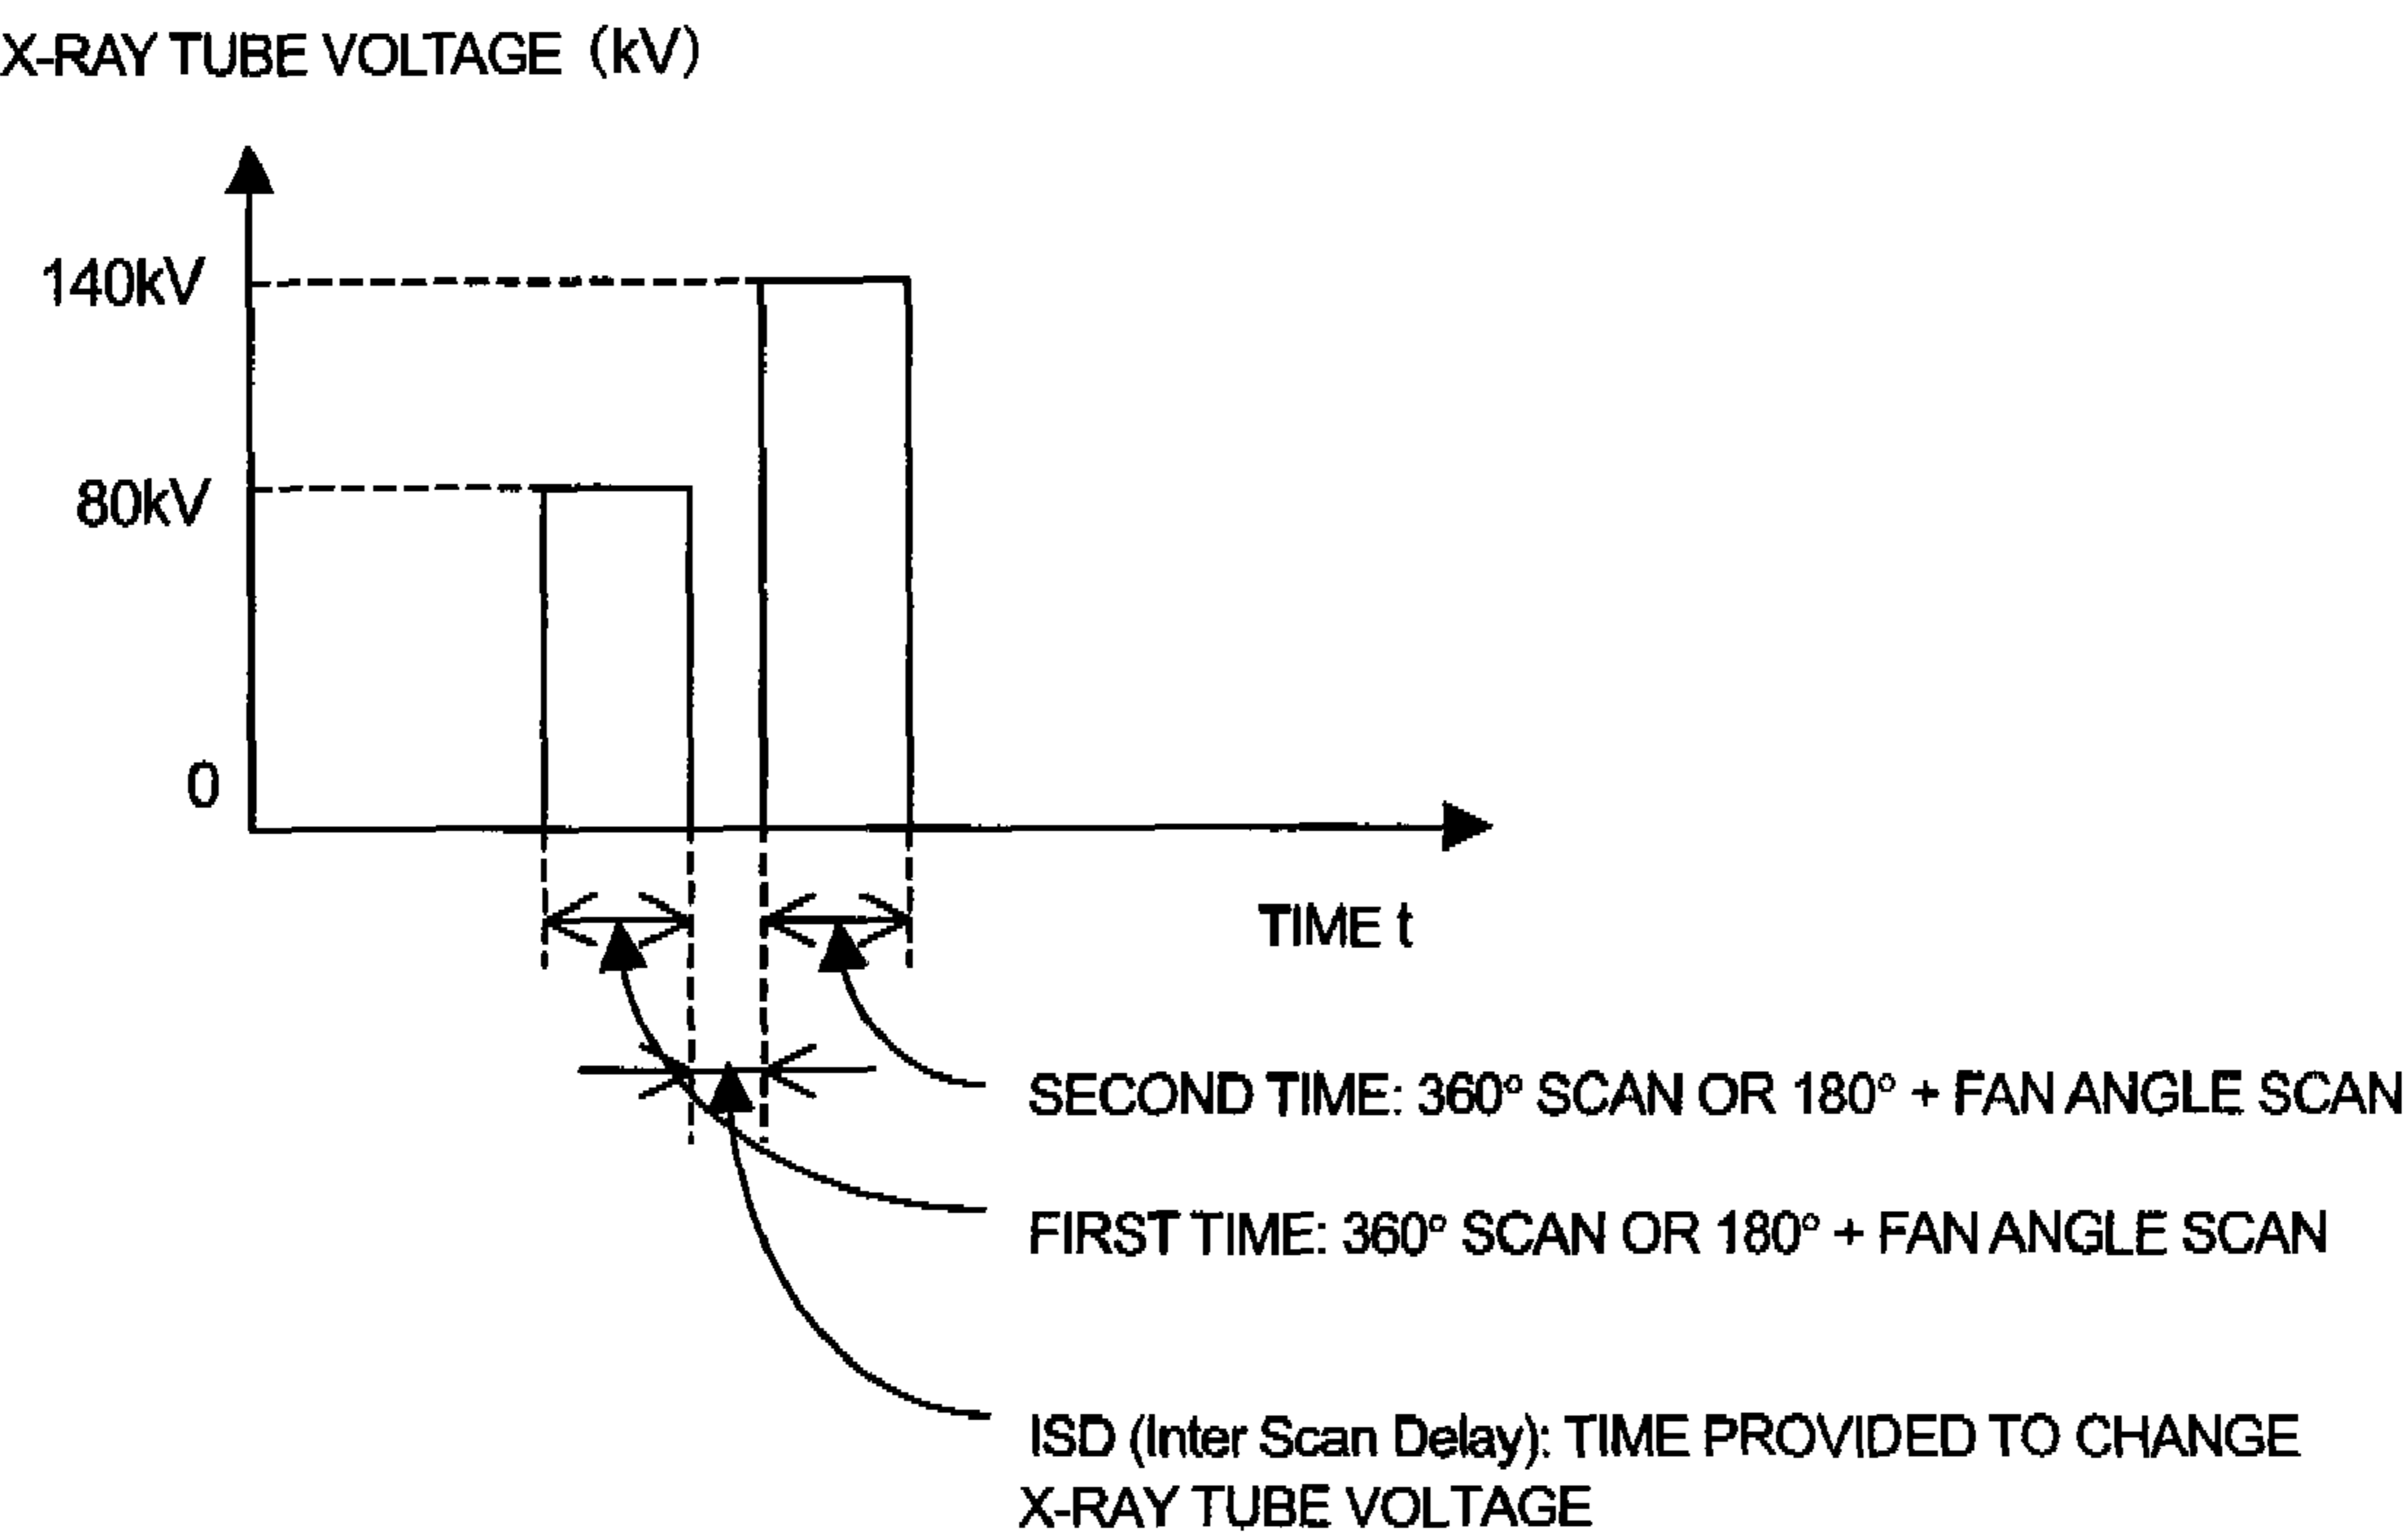 X-RAY TUBE VOLTAGE (kV)
140kV
80kV
0
TIME t
SECOND TIME: 360° SCAN OR 180° + FAN ANGLE SCAN
FIRST TIME: 360° SCAN OR 180° + FAN ANGLE SCAN
ISD (Inter Scan Delay): TIME PROVIDED TO CHANGE
X-RAY TUBE VOLTAGE